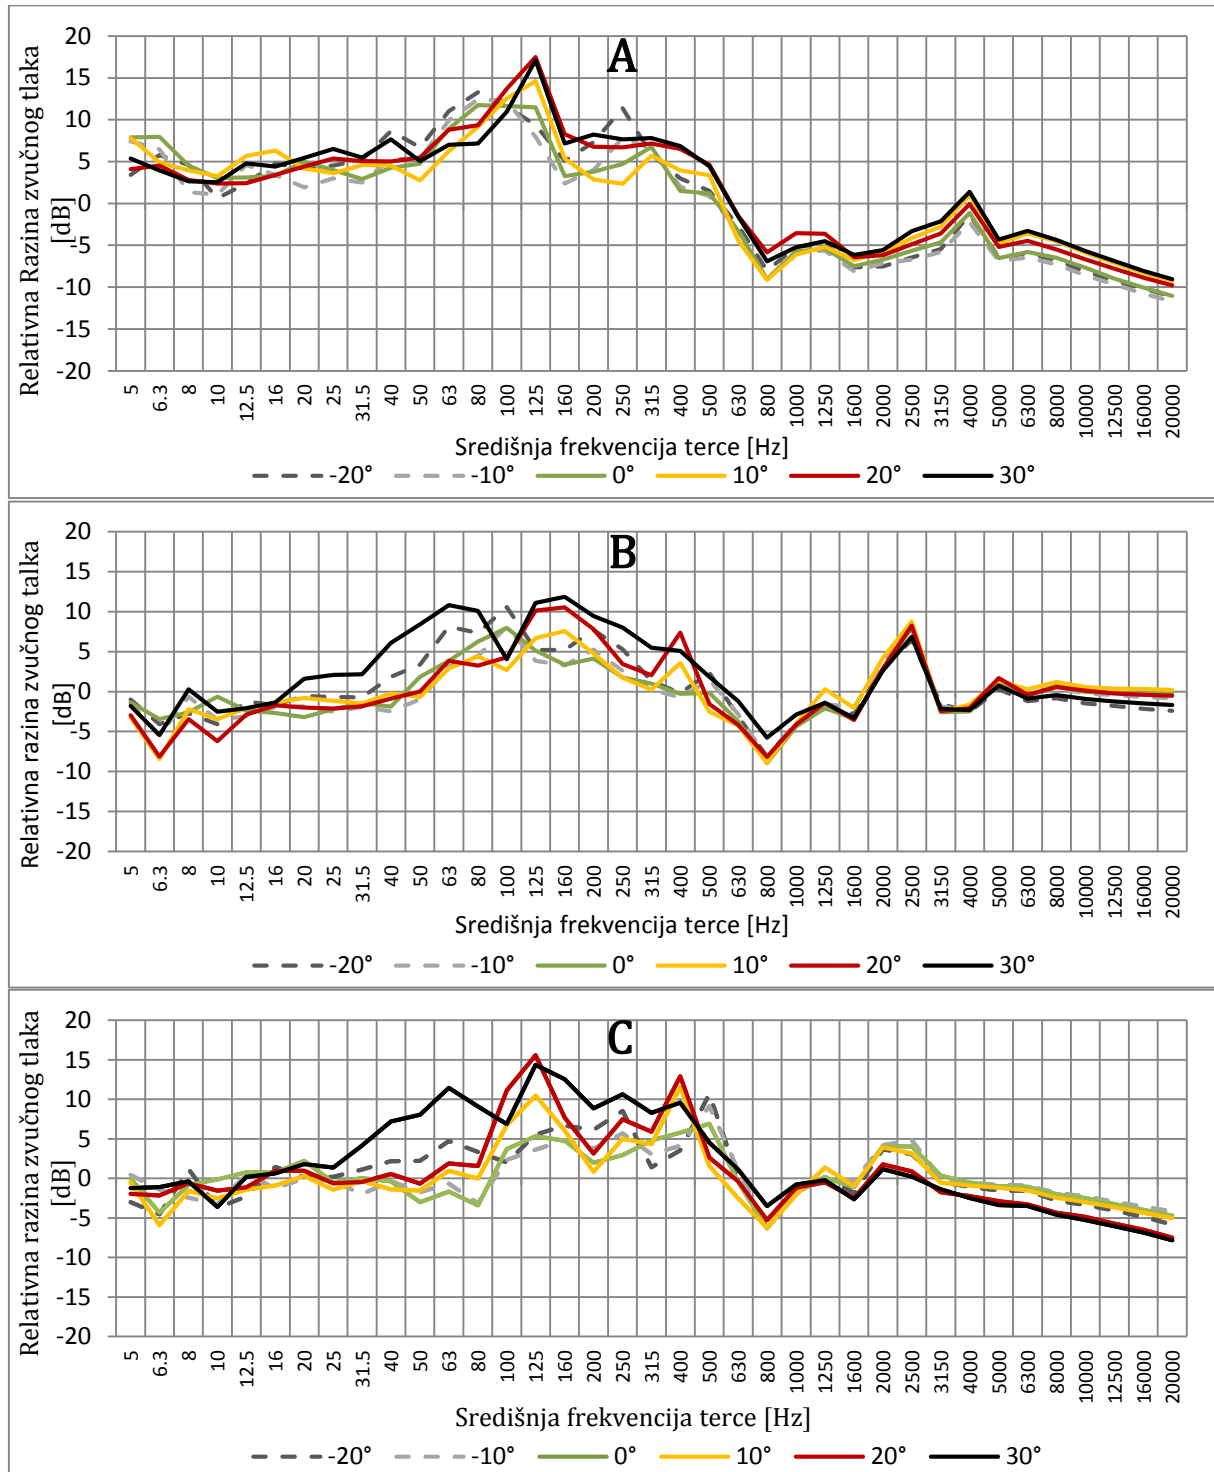 A
Relativna Razina zvučnog tlaka
[dB]
20
15
10
5
0
-5
-10
-15
-20
5 6.3 8 10 12.5 16 20 25 31.5 40 50 63 80 100 125 160 200 250 315 400 500 630 800 1000 1250 1600 2000 2500 3150 4000 5000 6300 8000 10000 12500 16000 20000
Središnja frekvencija terce [Hz]
-20° -10° 0° 10° 20° 30°
B
Relativna razina zvučnog talka
[dB]
20
15
10
5
0
-5
-10
-15
-20
5 6.3 8 10 12.5 16 20 25 31.5 40 50 63 80 100 125 160 200 250 315 400 500 630 800 1000 1250 1600 2000 2500 3150 4000 5000 6300 8000 10000 12500 16000 20000
Središnja frekvencija terce [Hz]
-20° -10° 0° 10° 20° 30°
C
Relativna razina zvučnog tlaka
[dB]
20
15
10
5
0
-5
-10
-15
-20
5 6.3 8 10 12.5 16 20 25 31.5 40 50 63 80 100 125 160 200 250 315 400 500 630 800 1000 1250 1600 2000 2500 3150 4000 5000 6300 8000 10000 12500 16000 20000
Središnja frekvencija terce [Hz]
-20° -10° 0° 10° 20° 30°